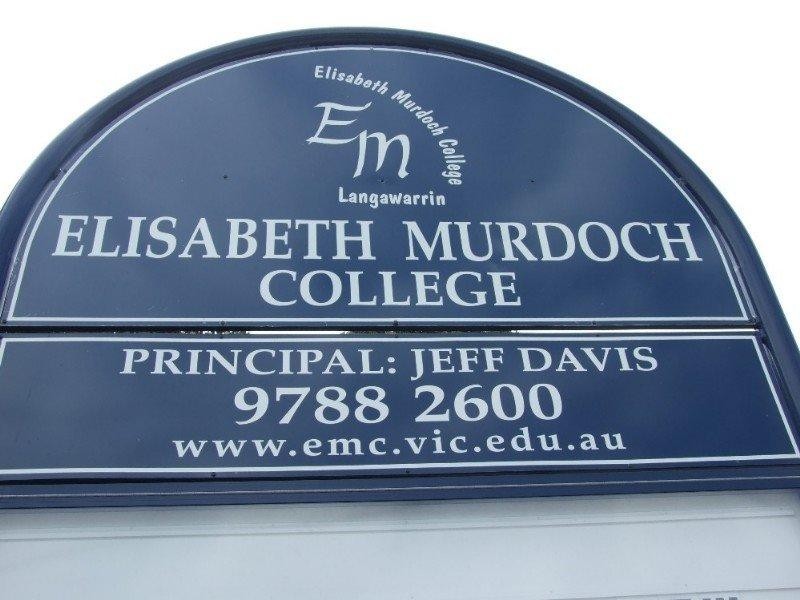 Elisabeth Murdoch College
EM
Langawarrin
ELISABETH MURDOCH
COLLEGE
PRINCIPAL: JEFF DAVIS
9788 2600
www.emc.vic.edu.au